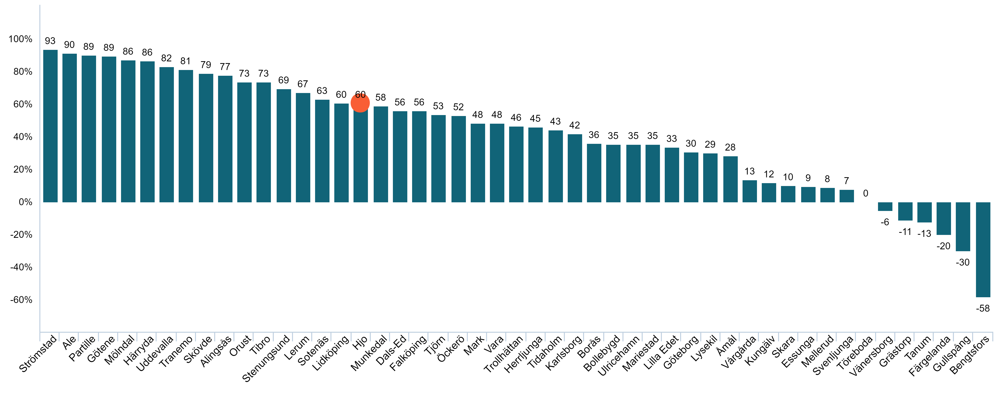 100%
80%
60%
40%
20%
0%
-20%
-40%
-60%
93
90
89
89
86
86
82
81
79
77
73
73
69
67
63
60
60
58
56
56
53
52
48
48
46
45
43
42
36
35
35
35
33
30
29
28
13
12
10
9
8
7
0
-6
-11
-13
-20
-30
-58
Strömstad
Ale
Partille
Götene
Mölndal
Härryda
Uddevalla
Tranemo
Skövde
Alingsås
Orust
Tibro
Stenungsund
Lerum
Sotenäs
Lidköping
Hjo
Munkedal
Dals-Ed
Falköping
Tjörn
Öckerö
Mark
Vara
Trollhättan
Herrljunga
Tidaholm
Karlsborg
Borås
Bollebygd
Ulricehamn
Mariestad
Lilla Edet
Göteborg
Lysekil
Åmål
Vårgårda
Kungälv
Skara
Essunga
Mellerud
Svenljunga
Töreboda
Vänersborg
Grästorp
Tanum
Färgelanda
Gullspång
Bengtsfors